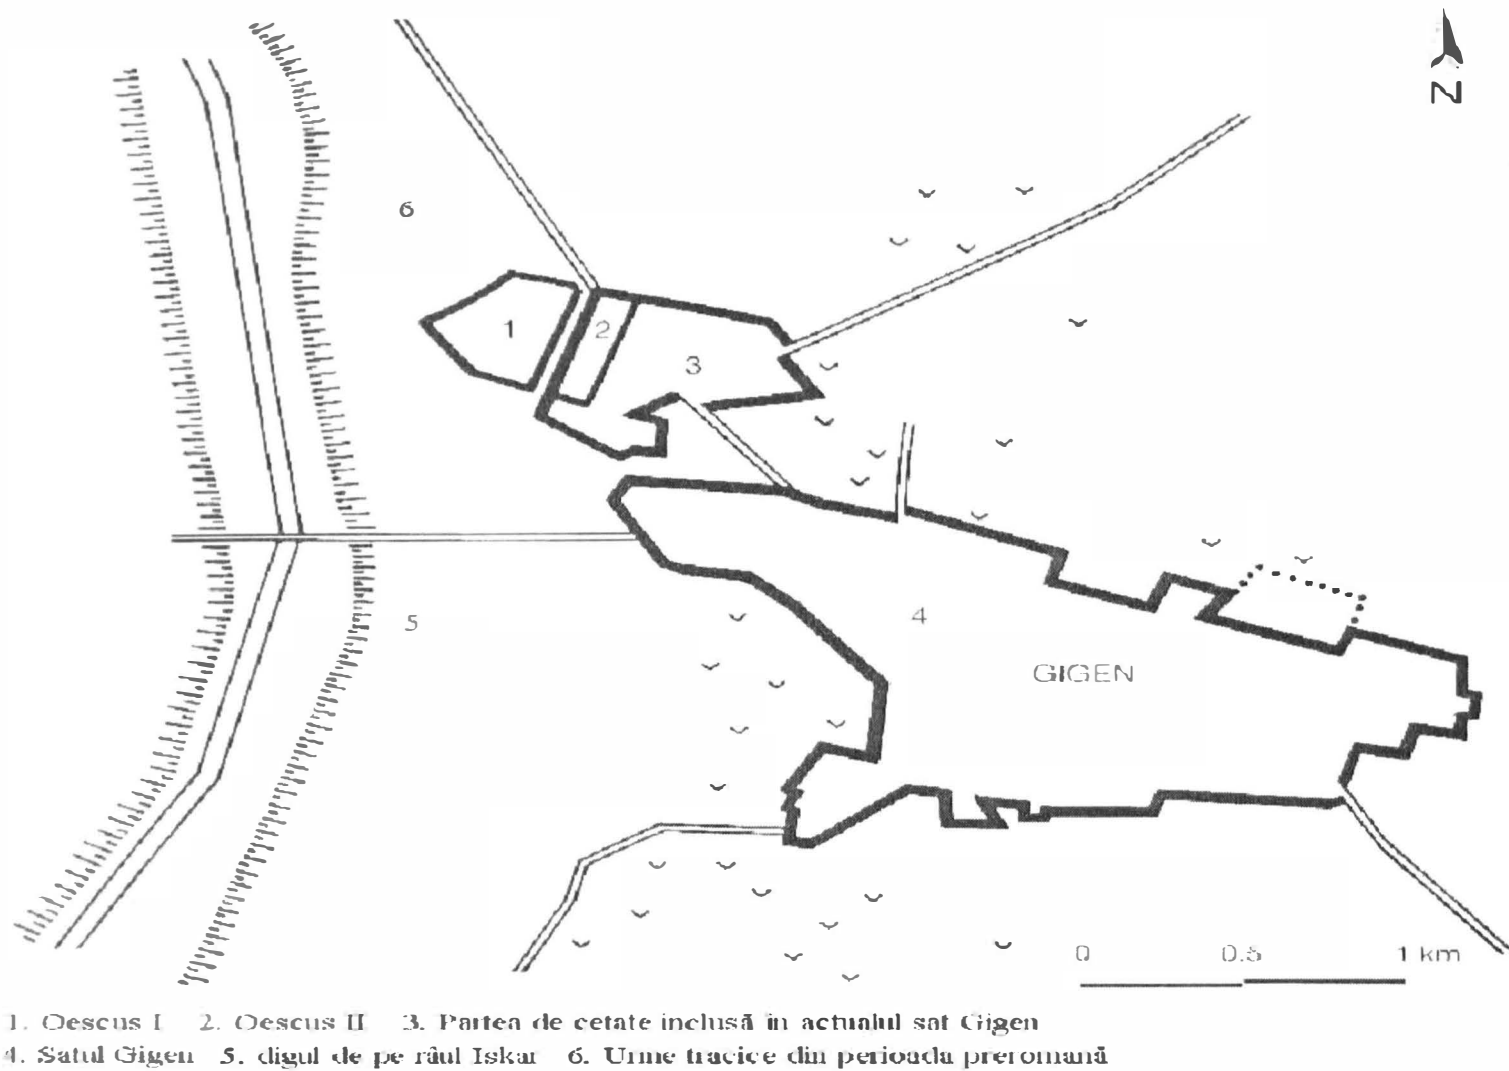 N
6
1
2
3
5
4
GIGEN
0 0.5 1 km
1. Oescus I 2. Oescus II 3. Partea de cetate inclusă în actualul sat Gigen
4. Satul Gigen 5. digul de pe râul Iskar 6. Urme tracice din perioada preromană